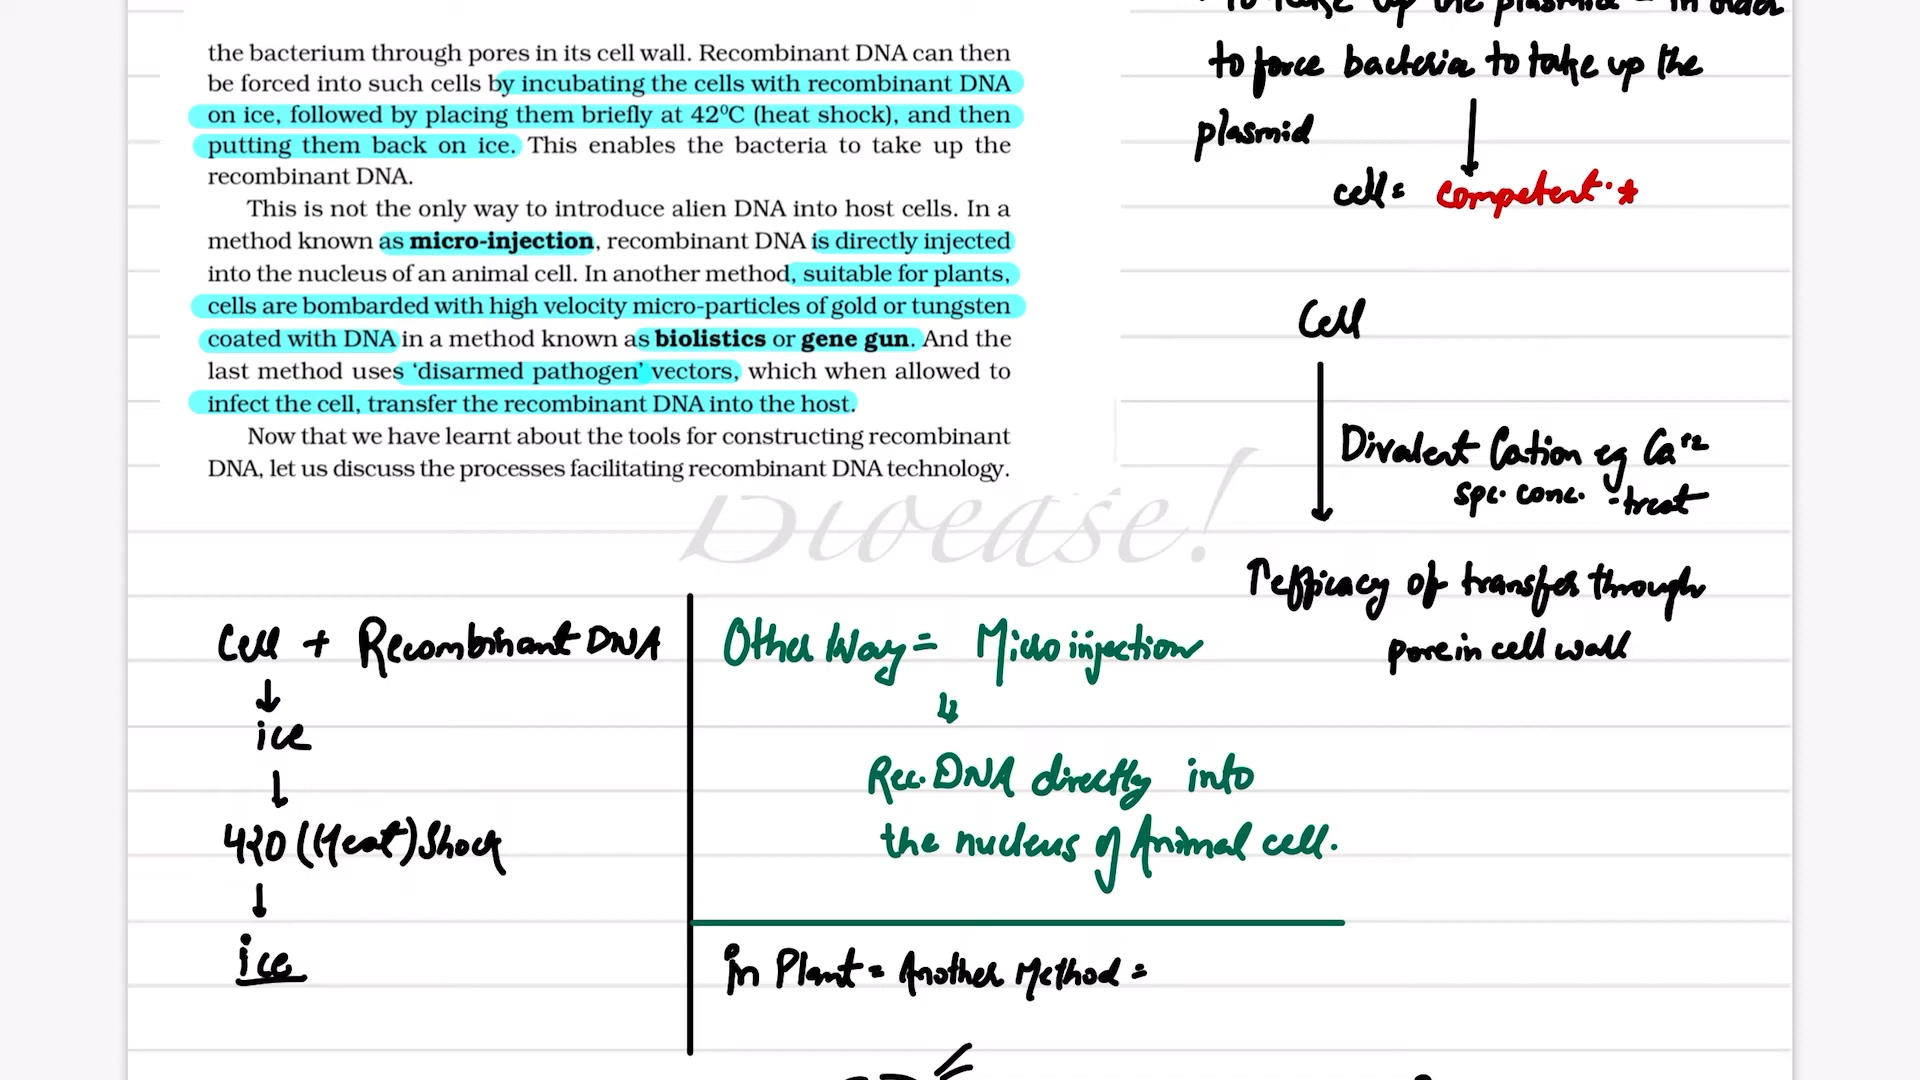 the bacterium through pores in its cell wall. Recombinant DNA can then
be forced into such cells by incubating the cells with recombinant DNA
on ice, followed by placing them briefly at 42⁰C (heat shock), and then
putting them back on ice. This enables the bacteria to take up the
recombinant DNA.
This is not the only way to introduce alien DNA into host cells. In a
method known as micro-injection, recombinant DNA is directly injected
into the nucleus of an animal cell. In another method, suitable for plants,
cells are bombarded with high velocity micro-particles of gold or tungsten
coated with DNA in a method known as biolistics or gene gun. And the
last method uses ‘disarmed pathogen’ vectors, which when allowed to
infect the cell, transfer the recombinant DNA into the host.
Now that we have learnt about the tools for constructing recombinant
DNA, let us discuss the processes facilitating recombinant DNA technology.
Bioease!
to take up the plasmid - in order
to force bacteria to take up the
plasmid
cell = competent *
Cell
Divalent Cation eg Ca+2
spc. conc. - treat
↑efficacy of transfer through
pore in cell wall
Cell + Recombinant DNA
↓
ice
↓
420 (Heat) Shock
↓
ice
Other Way = Micro injection
↓
Rec. DNA directly into
the nucleus of Animal cell.
in Plant = Another Method =